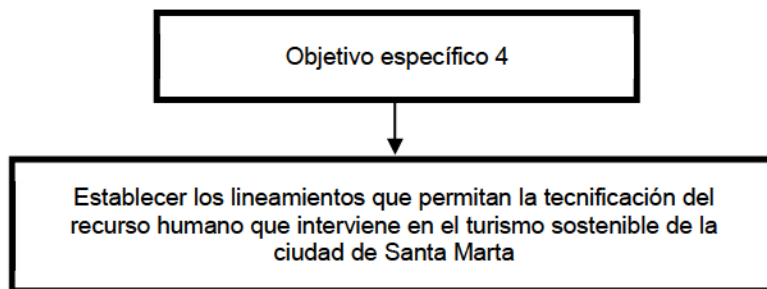 Objetivo específico 4
Establecer los lineamientos que permitan la tecnificación del
recurso humano que interviene en el turismo sostenible de la
ciudad de Santa Marta